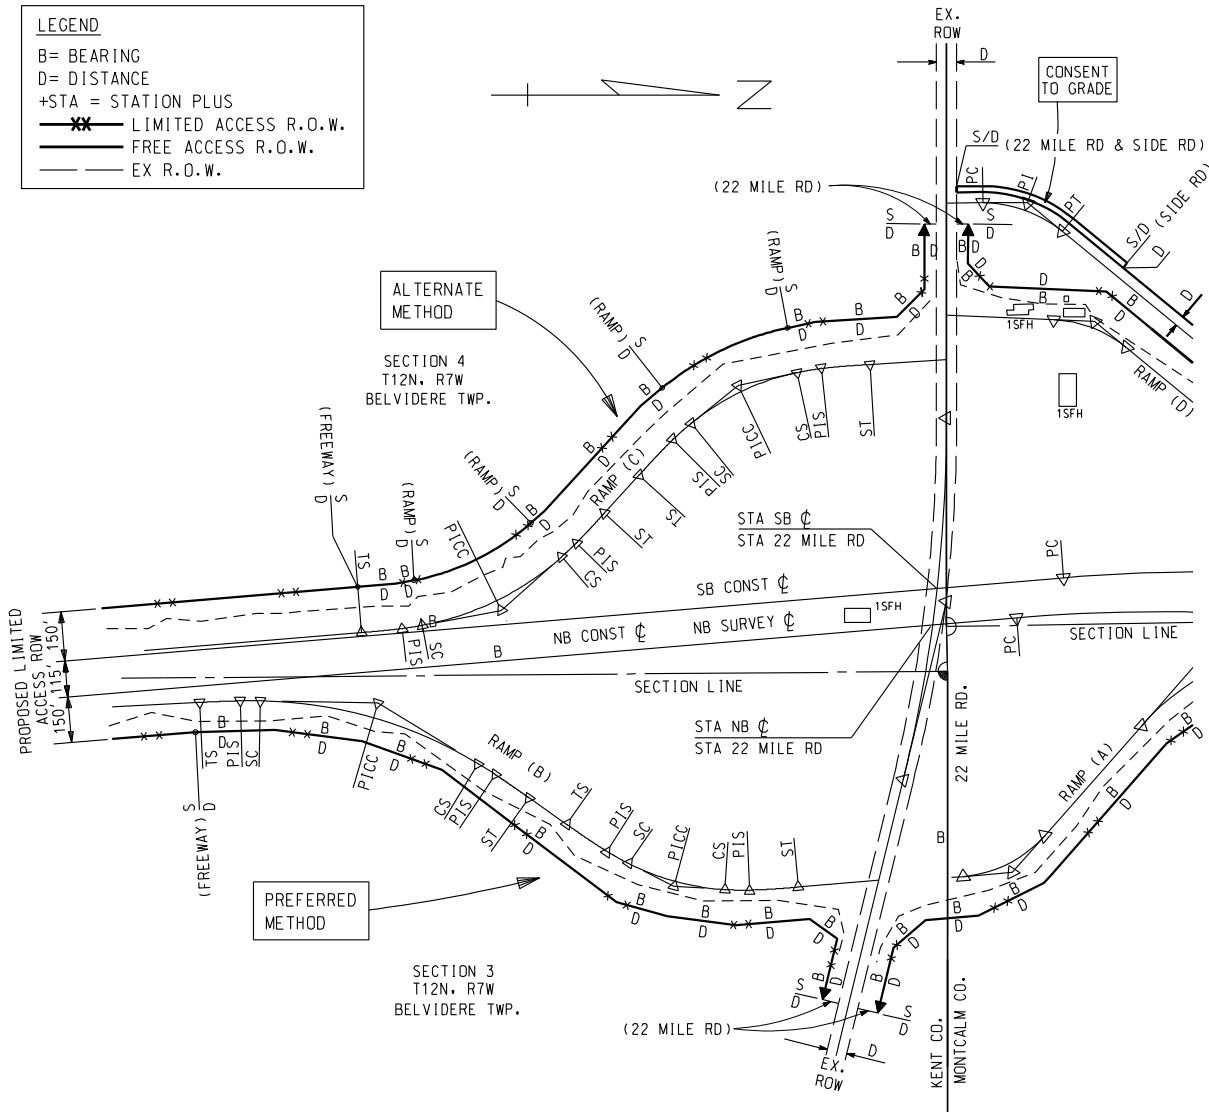 LEGEND
B= BEARING
D= DISTANCE
+STA = STATION PLUS
LIMITED ACCESS R.O.W.
FREE ACCESS R.O.W.
EX R.O.W.
N
EX.
ROW
D
CONSENT
TO GRADE
S/D (22 MILE RD & SIDE RD)
PC
PI
PT
S/D (SIDE RD)
D
D
(22 MILE RD)
S
D
S
D
B
D
B
D
B
D
D
B
B
D
1SFH
1SFH
RAMP (D)
ALTERNATE
METHOD
SECTION 4
T12N, R7W
BELVIDERE TWP.
(RAMP) S
D
(RAMP) S
D
B
D
B
D
B
D
B
D
RAMP (C)
(FREEWAY) S
D
(RAMP) S
D
(RAMP) S
D
B
D
PICC
TS
B
D
B
D
PIS
SC
B
CS
PIS
ST
TS
PIS
SC
PICC
CS
PIS
ST
STA SB CL
STA 22 MILE RD
SB CONST CL
PC
1SFH
NB CONST CL
NB SURVEY CL
PC
SECTION LINE
B
SECTION LINE
PROPOSED LIMITED
ACCESS ROW
150'
115'
150'
STA NB CL
STA 22 MILE RD
22 MILE RD.
B
D
TS
PIS
SC
PICC
(FREEWAY) S
D
B
D
B
D
CS
PIS
ST
RAMP (B)
TS
PIS
SC
PICC
CS
PIS
ST
B
D
B
D
B
D
B
D
B
D
B
D
RAMP (A)
B
D
B
D
B
D
B
D
B
D
B
D
B
D
B
PREFERRED
METHOD
SECTION 3
T12N, R7W
BELVIDERE TWP.
S
D
S
D
(22 MILE RD)
D
EX.
ROW
KENT CO.
MONTCALM CO.